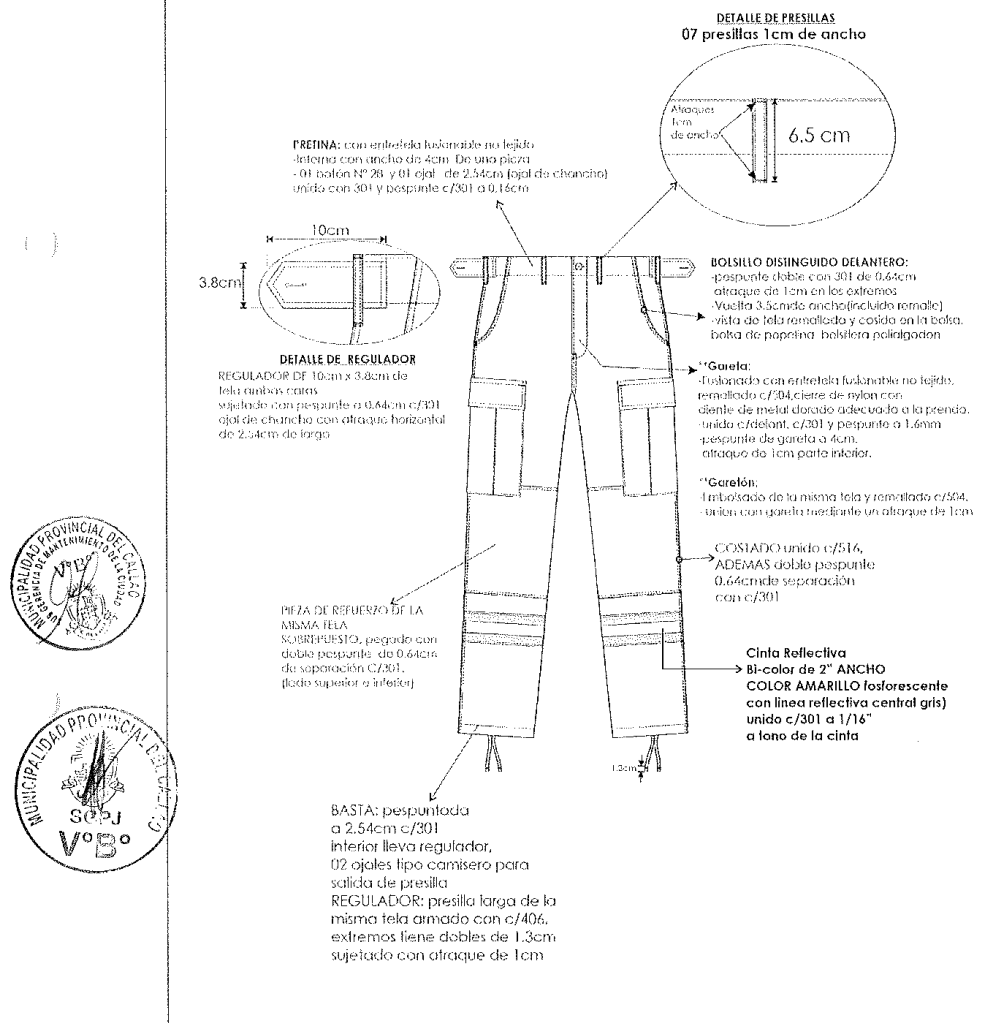 DETALLE DE PRESILLAS
07 presillas 1cm de ancho
Atraques
1cm
de ancho
6.5 cm
PRETINA: con entretela fusionable no tejido
-Interna con ancho de 4cm. De una pieza
- 01 botón N° 28 y 01 ojal de 2.54cm (ojal de chancho)
unido con 301 y pespunte c/301 a 0.16cm
10cm
3.8cm
DETALLE DE REGULADOR
REGULADOR DE 10cm x 3.8cm de
tela ambas caras
sujetado con pespunte a 0.64cm c/301
ojal de chancho con atraque horizontal
de 2.54cm de largo
BOLSILLO DISTINGUIDO DELANTERO:
-pespunte doble con 301 de 0.64cm
atraque de 1cm en los extremos
-Vuelta 3.5cmde ancho(incluido remalle)
-vista de tela remallada y cosida en la bolsa.
bolsa de popelina bolsillera polialgodon
**Gareta:
-Fusionado con entretela fusionable no tejido,
remallado c/504,cierre de nylon con
diente de metal dorado adecuado a la prenda.
-unida c/delant. c/301 y pespunte a 1.6mm
-pespunte de gareta a 4cm.
atraque de 1cm parte inferior.
**Garetón:
-Embolsado de la misma tela y remallado c/504.
-union con gareta mediante un atraque de 1cm
COSTADO unido c/516,
ADEMAS doblo pespunte
0.64cmde separación
con c/301
PIEZA DE REFUERZO DE LA
MISMA TELA
SOBREPUESTO, pegado con
doble pespunte de 0.64cm
de separación C/301.
(lado superior e inferior)
Cinta Reflectiva
Bi-color de 2" ANCHO
COLOR AMARILLO fosforescente
con linea reflectiva central gris)
unido c/301 a 1/16"
a tono de la cinta
1.3cm
BASTA: pespuntada
a 2.54cm c/301
interior lleva regulador,
02 ojales tipo camisero para
salida de presilla
REGULADOR: presilla larga de la
misma tela armado con c/406,
extremos tiene dobles de 1.3cm
sujetado con atraque de 1cm
MUNICIPALIDAD PROVINCIAL DEL CALLAO
GERENCIA DE MANTENIMIENTO DE LA CIUDAD
V°B°
MUNICIPALIDAD PROVINCIAL DEL CALLAO
SGPJ
V°B°